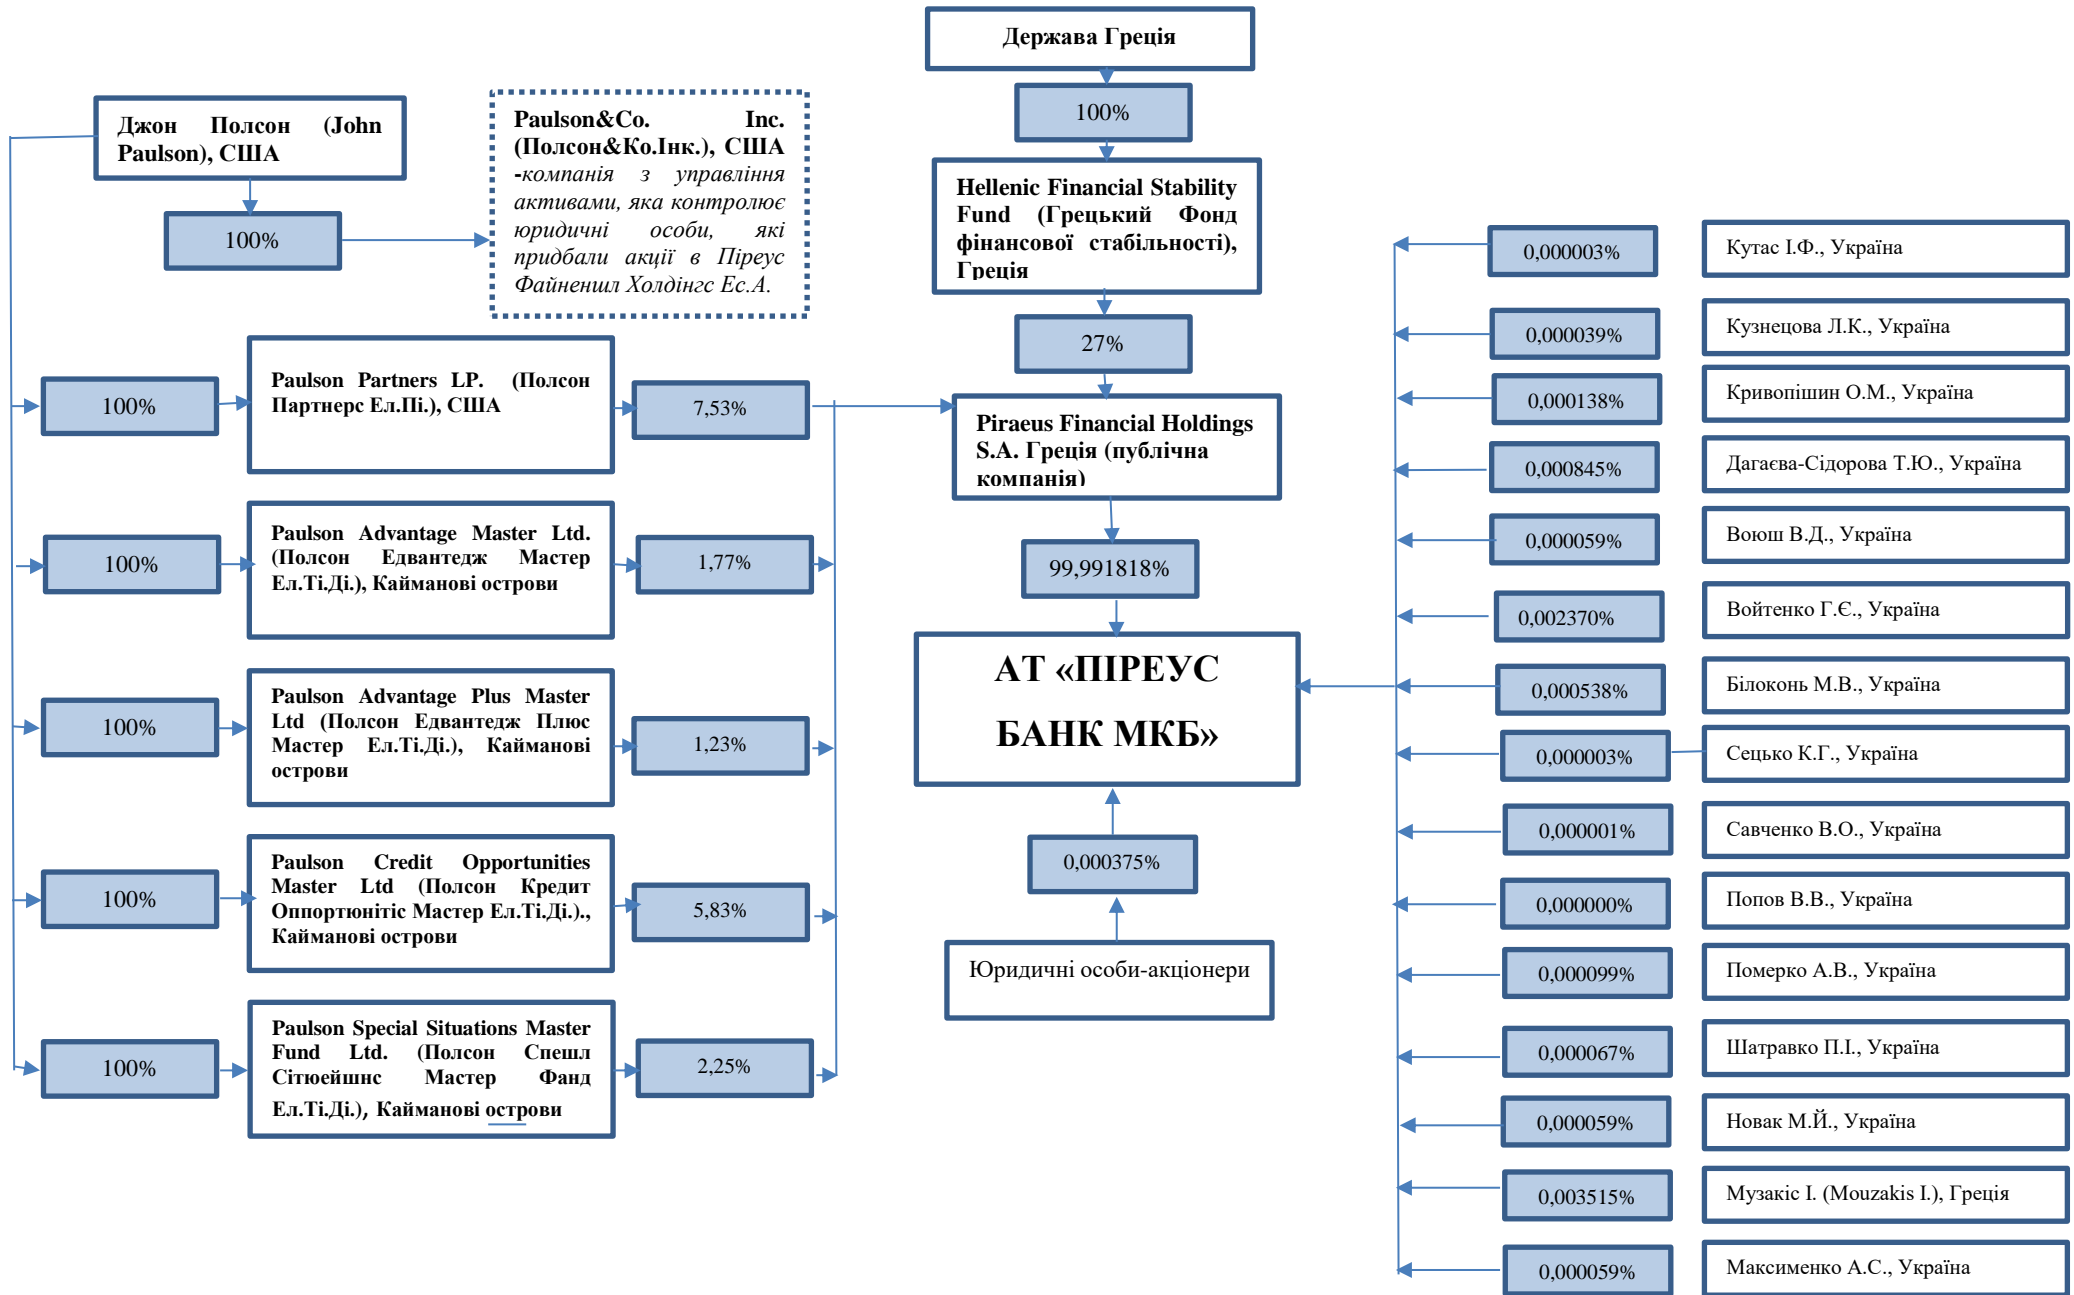 Держава Греція
100%
Джон Полсон (John
Paulson), США
100%
Paulson&Co. Inc.
(Полсон&Ко.Інк.), США
-компанія з управління
активами, яка контролює
юридичні особи, які
придбали акції в Піреус
Файненшл Холдінгс Ес.А.
Hellenic Financial Stability
Fund (Грецький Фонд
фінансової стабільності),
Греція
27%
100%
Paulson Partners LP. (Полсон
Партнерс Ел.Пі.), США
7,53%
Piraeus Financial Holdings
S.A. Греція (публічна
компанія)
99,991818%
100%
Paulson Advantage Master Ltd.
(Полсон Едвантедж Мастер
Ел.Ті.Ді.), Кайманові острови
1,77%
АТ «ПІРЕУС
БАНК МКБ»
100%
Paulson Advantage Plus Master
Ltd (Полсон Едвантедж Плюс
Мастер Ел.Ті.Ді.), Кайманові
острови
1,23%
0,000375%
Юридичні особи-акціонери
100%
Paulson Credit Opportunities
Master Ltd (Полсон Кредит
Оппортюнітіс Мастер Ел.Ті.Ді.).,
Кайманові острови
5,83%
100%
Paulson Special Situations Master
Fund Ltd. (Полсон Спешл
Сітюейшнс Мастер Фанд
Ел.Ті.Ді.), Кайманові острови
2,25%
0,000003%
Кутас І.Ф., Україна
0,000039%
Кузнецова Л.К., Україна
0,000138%
Кривопішин О.М., Україна
0,000845%
Дагаєва-Сідорова Т.Ю., Україна
0,000059%
Воюш В.Д., Україна
0,002370%
Войтенко Г.Є., Україна
0,000538%
Білоконь М.В., Україна
0,000003%
Сецько К.Г., Україна
0,000001%
Савченко В.О., Україна
0,000000%
Попов В.В., Україна
0,000099%
Померко А.В., Україна
0,000067%
Шатравко П.І., Україна
0,000059%
Новак М.Й., Україна
0,003515%
Музакіс І. (Mouzakis I.), Греція
0,000059%
Максименко А.С., Україна